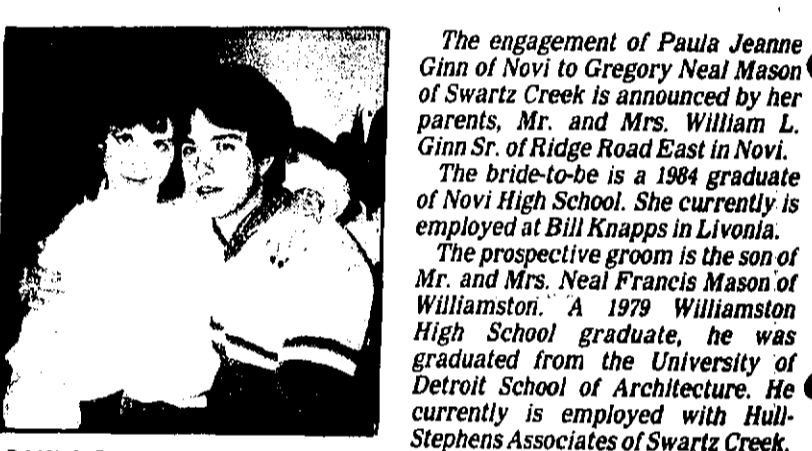 The engagement of Paula Jeanne
Ginn of Novi to Gregory Neal Mason
of Swartz Creek is announced by her
parents, Mr. and Mrs. William L.
Ginn Sr. of Ridge Road East in Novi.
The bride-to-be is a 1984 graduate
of Novi High School. She currently is
employed at Bill Knapps in Livonia.
The prospective groom is the son of
Mr. and Mrs. Neal Francis Mason of
Williamston. A 1979 Williamston
High School graduate, he was
graduated from the University of
Detroit School of Architecture. He
currently is employed with Hull-
Stephens Associates of Swartz Creek.